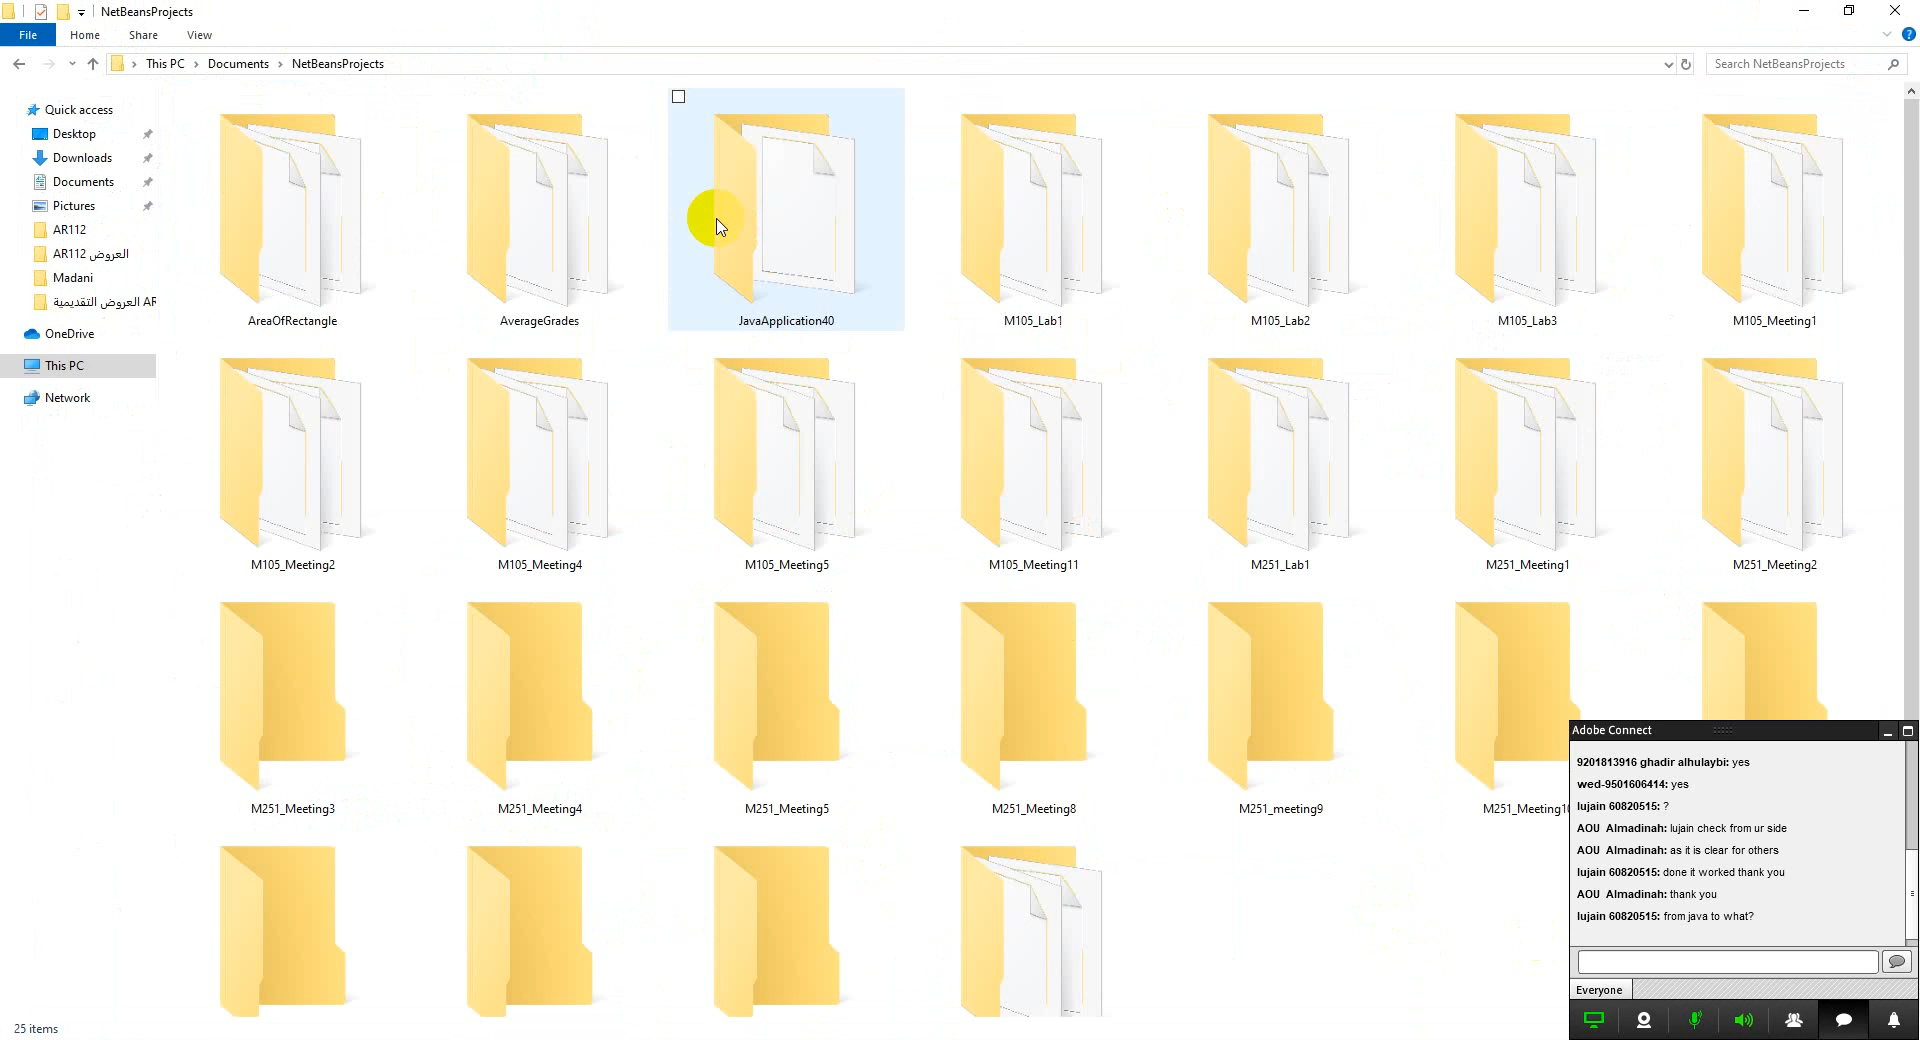 NetBeansProjects
File Home Share View
This PC › Documents › NetBeansProjects
Search NetBeansProjects
Quick access
Desktop
Downloads
Documents
Pictures
AR112
AR112 العروض
Madani
العروض التقديمية AR
OneDrive
This PC
Network
AreaOfRectangle AverageGrades JavaApplication40 M105_Lab1 M105_Lab2 M105_Lab3 M105_Meeting1
M105_Meeting2 M105_Meeting4 M105_Meeting5 M105_Meeting11 M251_Lab1 M251_Meeting1 M251_Meeting2
M251_Meeting3 M251_Meeting4 M251_Meeting5 M251_Meeting8 M251_meeting9 M251_Meeting1
25 items
Adobe Connect
9201813916 ghadir alhulaybi: yes
wed-9501606414: yes
lujain 60820515: ?
AOU Almadinah: lujain check from ur side
AOU Almadinah: as it is clear for others
lujain 60820515: done it worked thank you
AOU Almadinah: thank you
lujain 60820515: from java to what?
Everyone